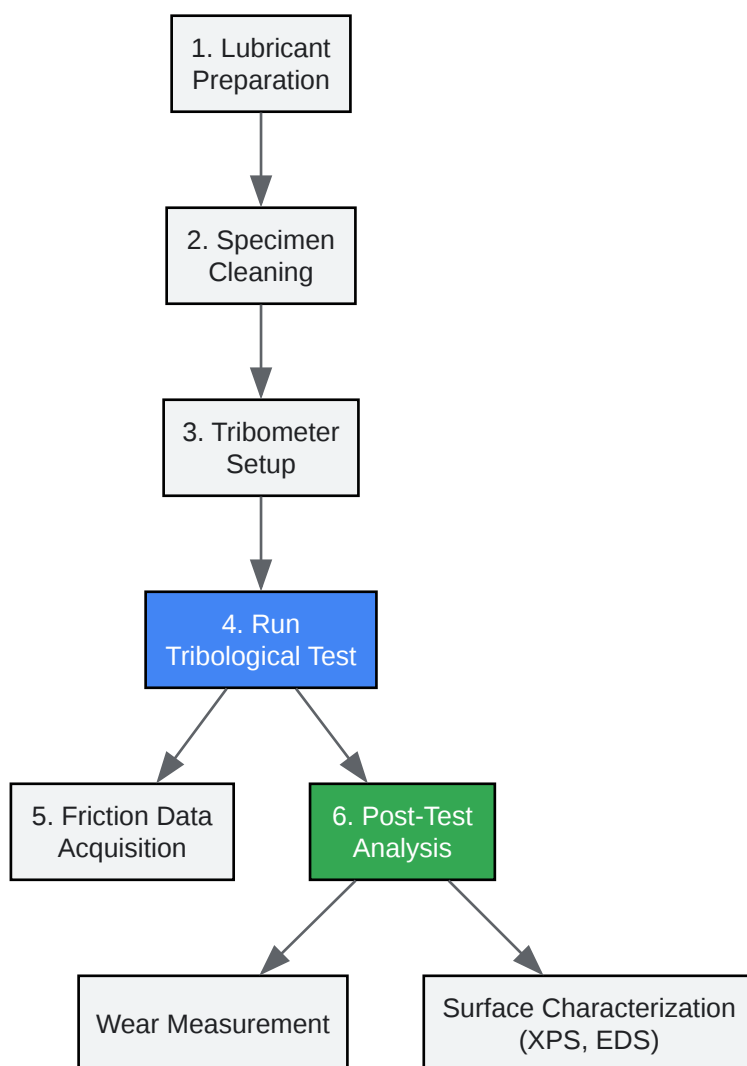 1. Lubricant
Preparation
2. Specimen
Cleaning
3. Tribometer
Setup
4. Run
Tribological Test
5. Friction Data
Acquisition
6. Post-Test
Analysis
Wear Measurement
Surface Characterization
(XPS, EDS)